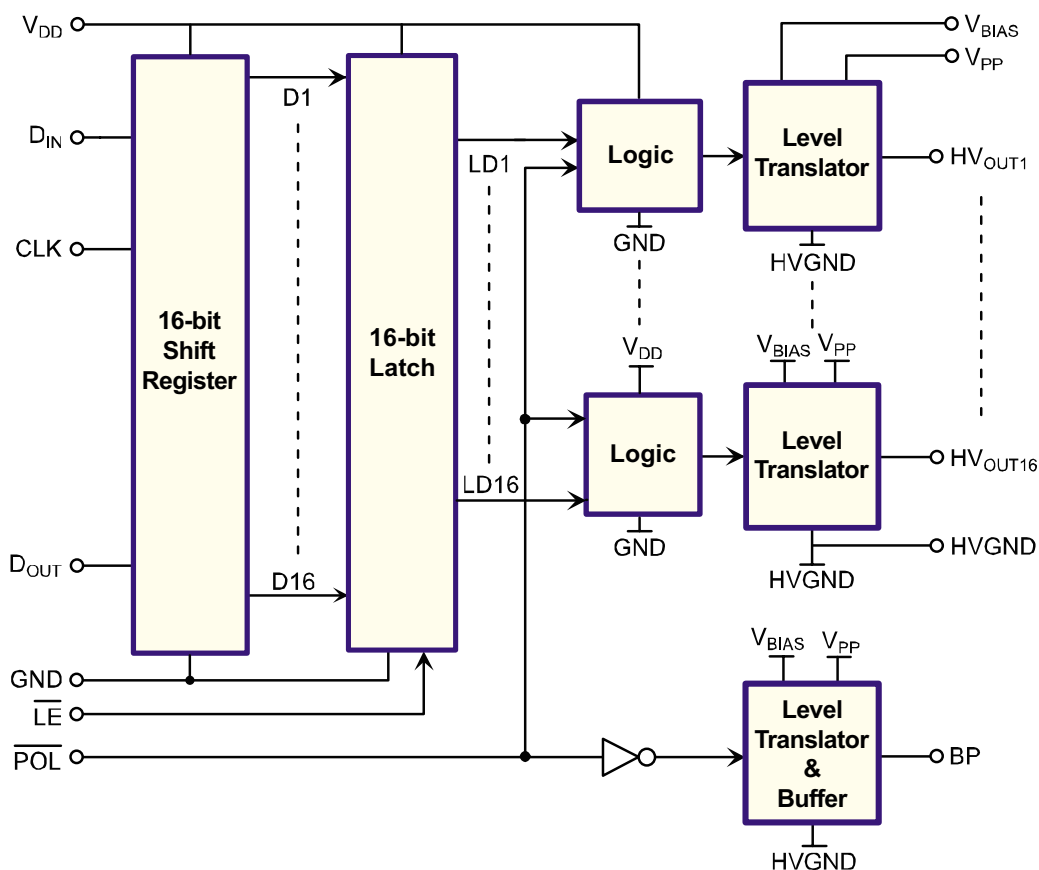 VDD
DIN
CLK
DOUT
GND
LE
POL
16-bit
Shift
Register
D1
D16
16-bit
Latch
LD1
LD16
Logic
GND
VDD
Logic
GND
VBIAS
VPP
Level
Translator
HVOUT1
HVGND
VBIAS
VPP
Level
Translator
HVOUT16
HVGND
HVGND
VBIAS
VPP
Level
Translator
&
Buffer
BP
HVGND